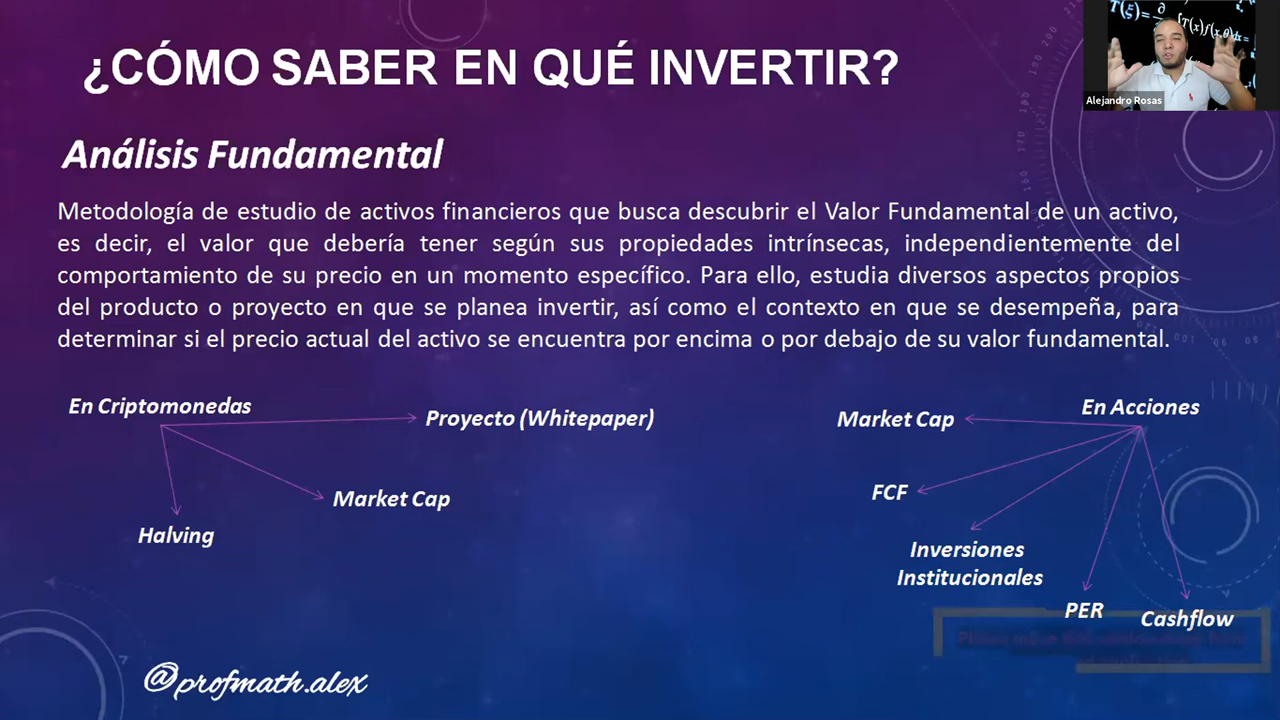 ¿CÓMO SABER EN QUÉ INVERTIR?
Alejandro Rosas
Análisis Fundamental
Metodología de estudio de activos financieros que busca descubrir el Valor Fundamental de un activo,
es decir, el valor que debería tener según sus propiedades intrínsecas, independientemente del
comportamiento de su precio en un momento específico. Para ello, estudia diversos aspectos propios
del producto o proyecto en que se planea invertir, así como el contexto en que se desempeña, para
determinar si el precio actual del activo se encuentra por encima o por debajo de su valor fundamental.
En Criptomonedas
Proyecto (Whitepaper)
Market Cap
Halving
En Acciones
Market Cap
FCF
Inversiones
Institucionales
PER
Cashflow
@profmath.alex